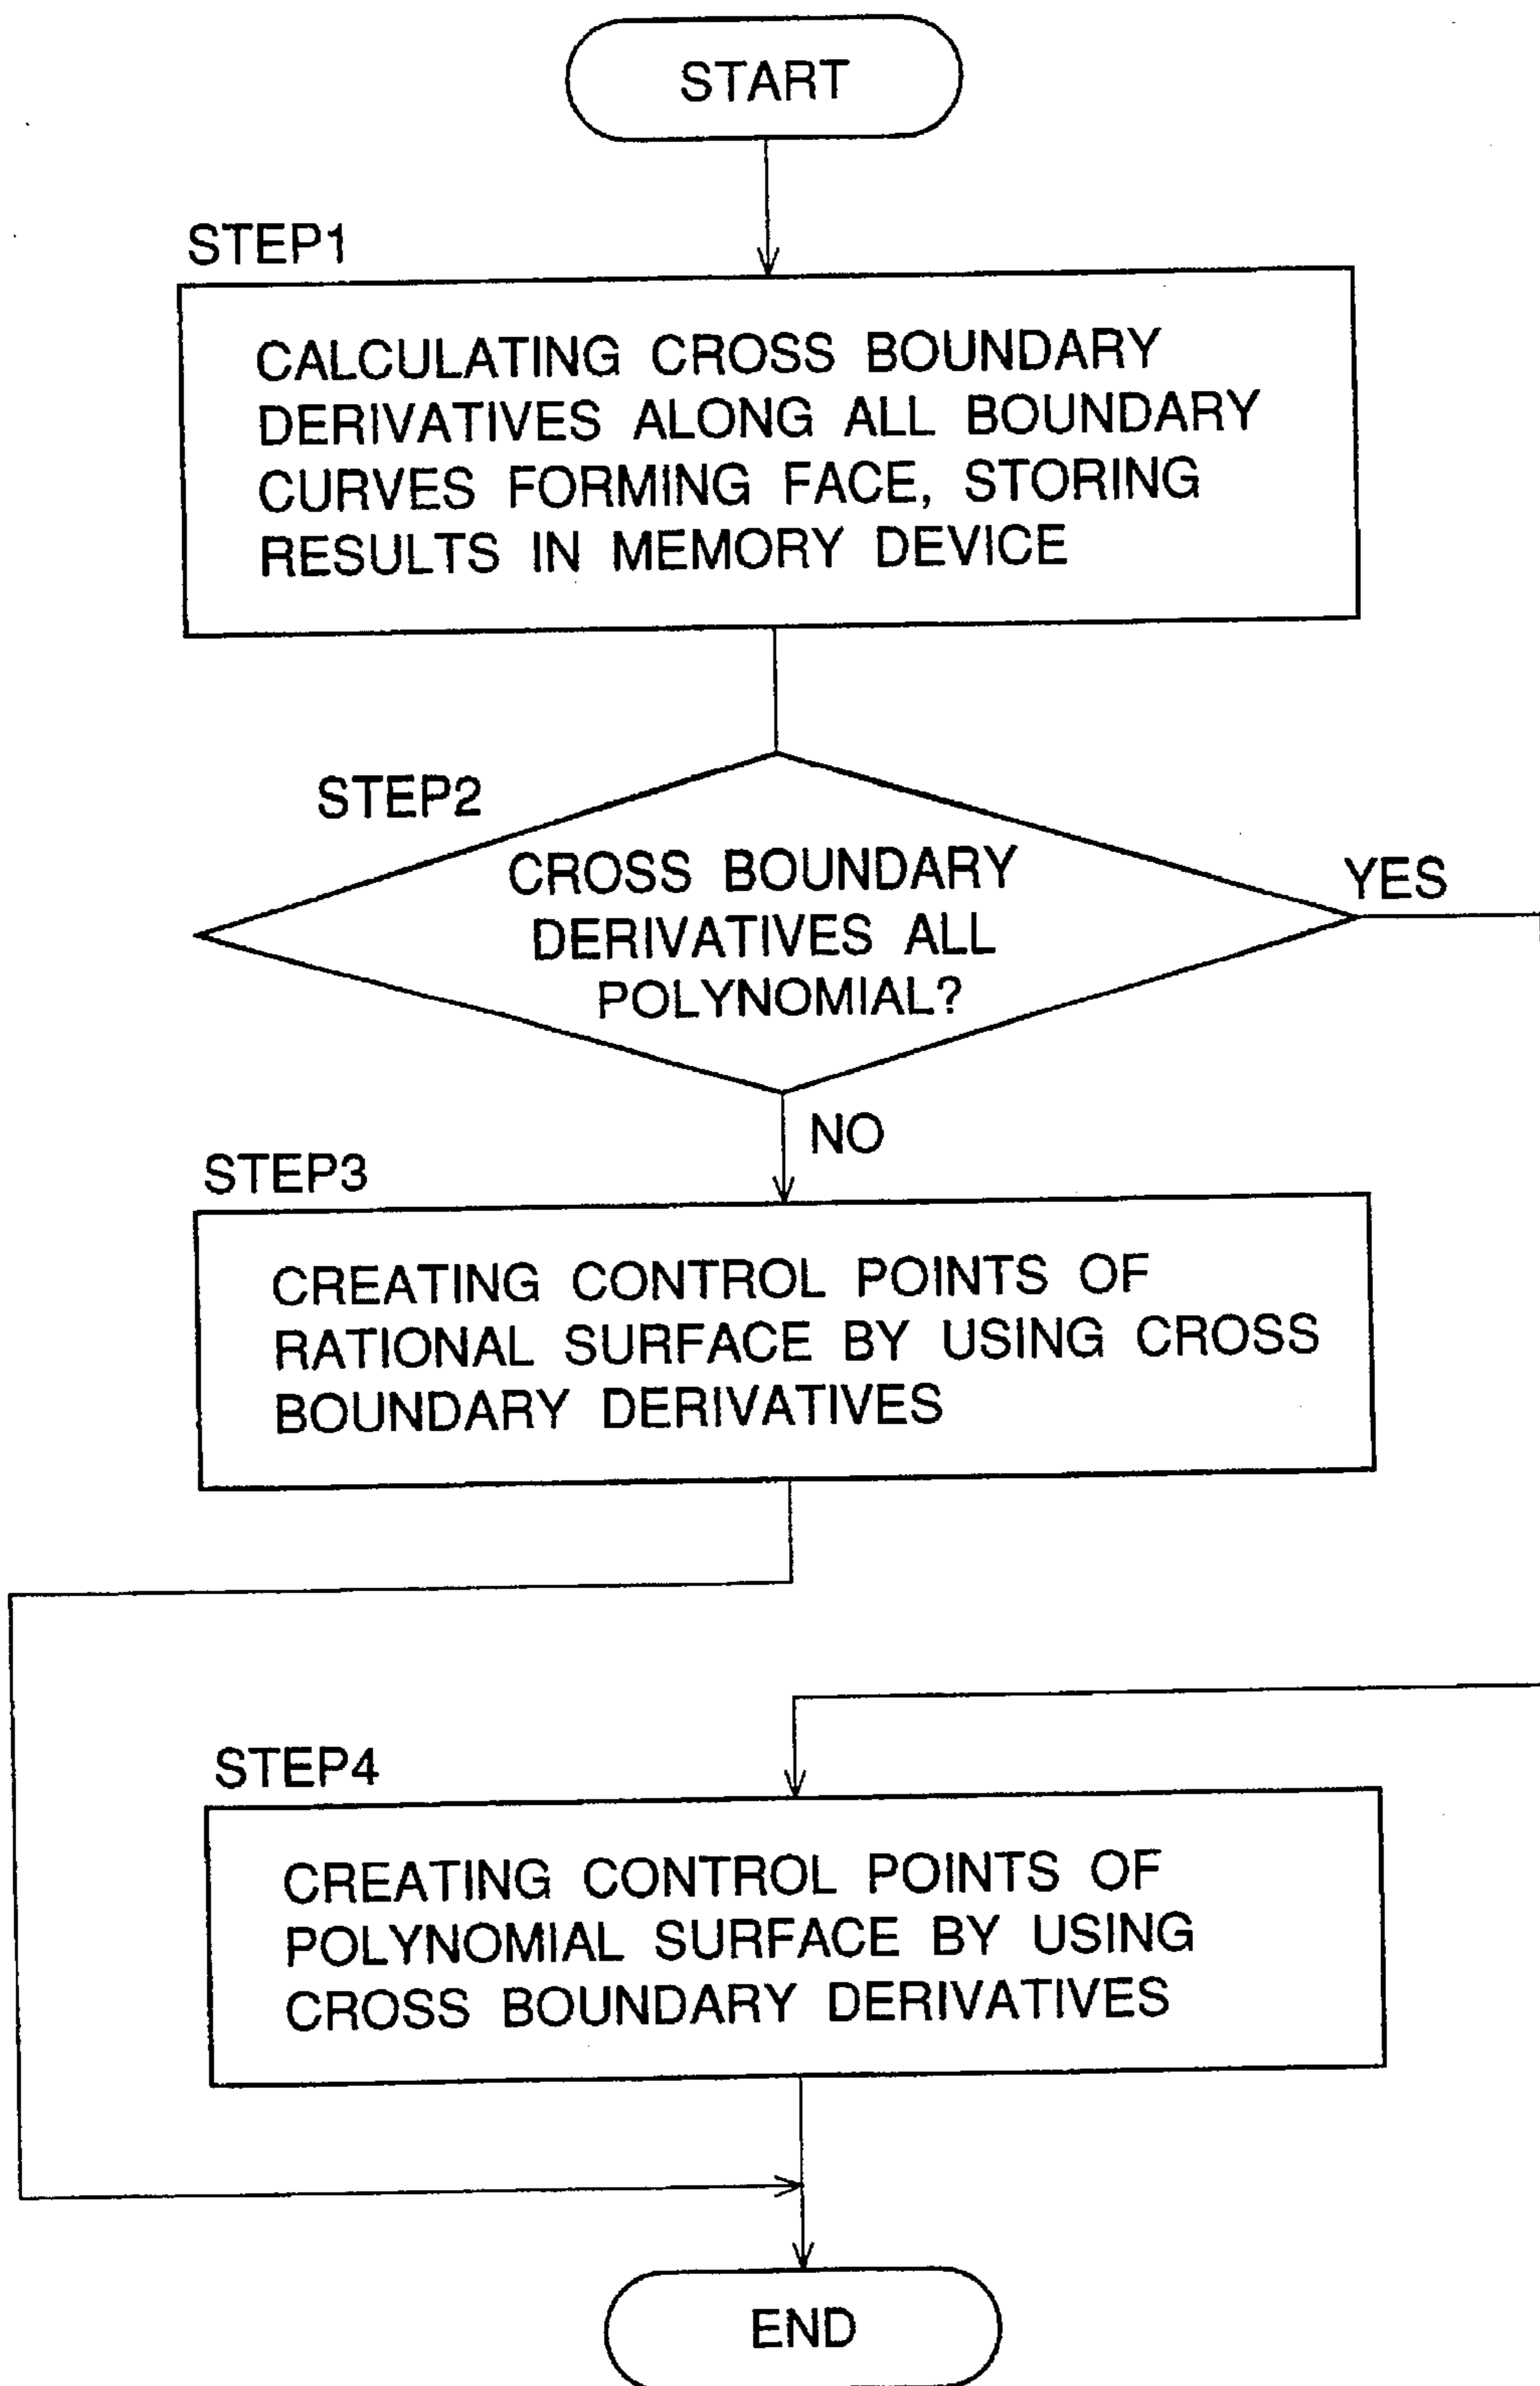 START
STEP1
CALCULATING CROSS BOUNDARY
DERIVATIVES ALONG ALL BOUNDARY
CURVES FORMING FACE, STORING
RESULTS IN MEMORY DEVICE
STEP2
CROSS BOUNDARY
DERIVATIVES ALL
POLYNOMIAL?
YES
NO
STEP3
CREATING CONTROL POINTS OF
RATIONAL SURFACE BY USING CROSS
BOUNDARY DERIVATIVES
STEP4
CREATING CONTROL POINTS OF
POLYNOMIAL SURFACE BY USING
CROSS BOUNDARY DERIVATIVES
END